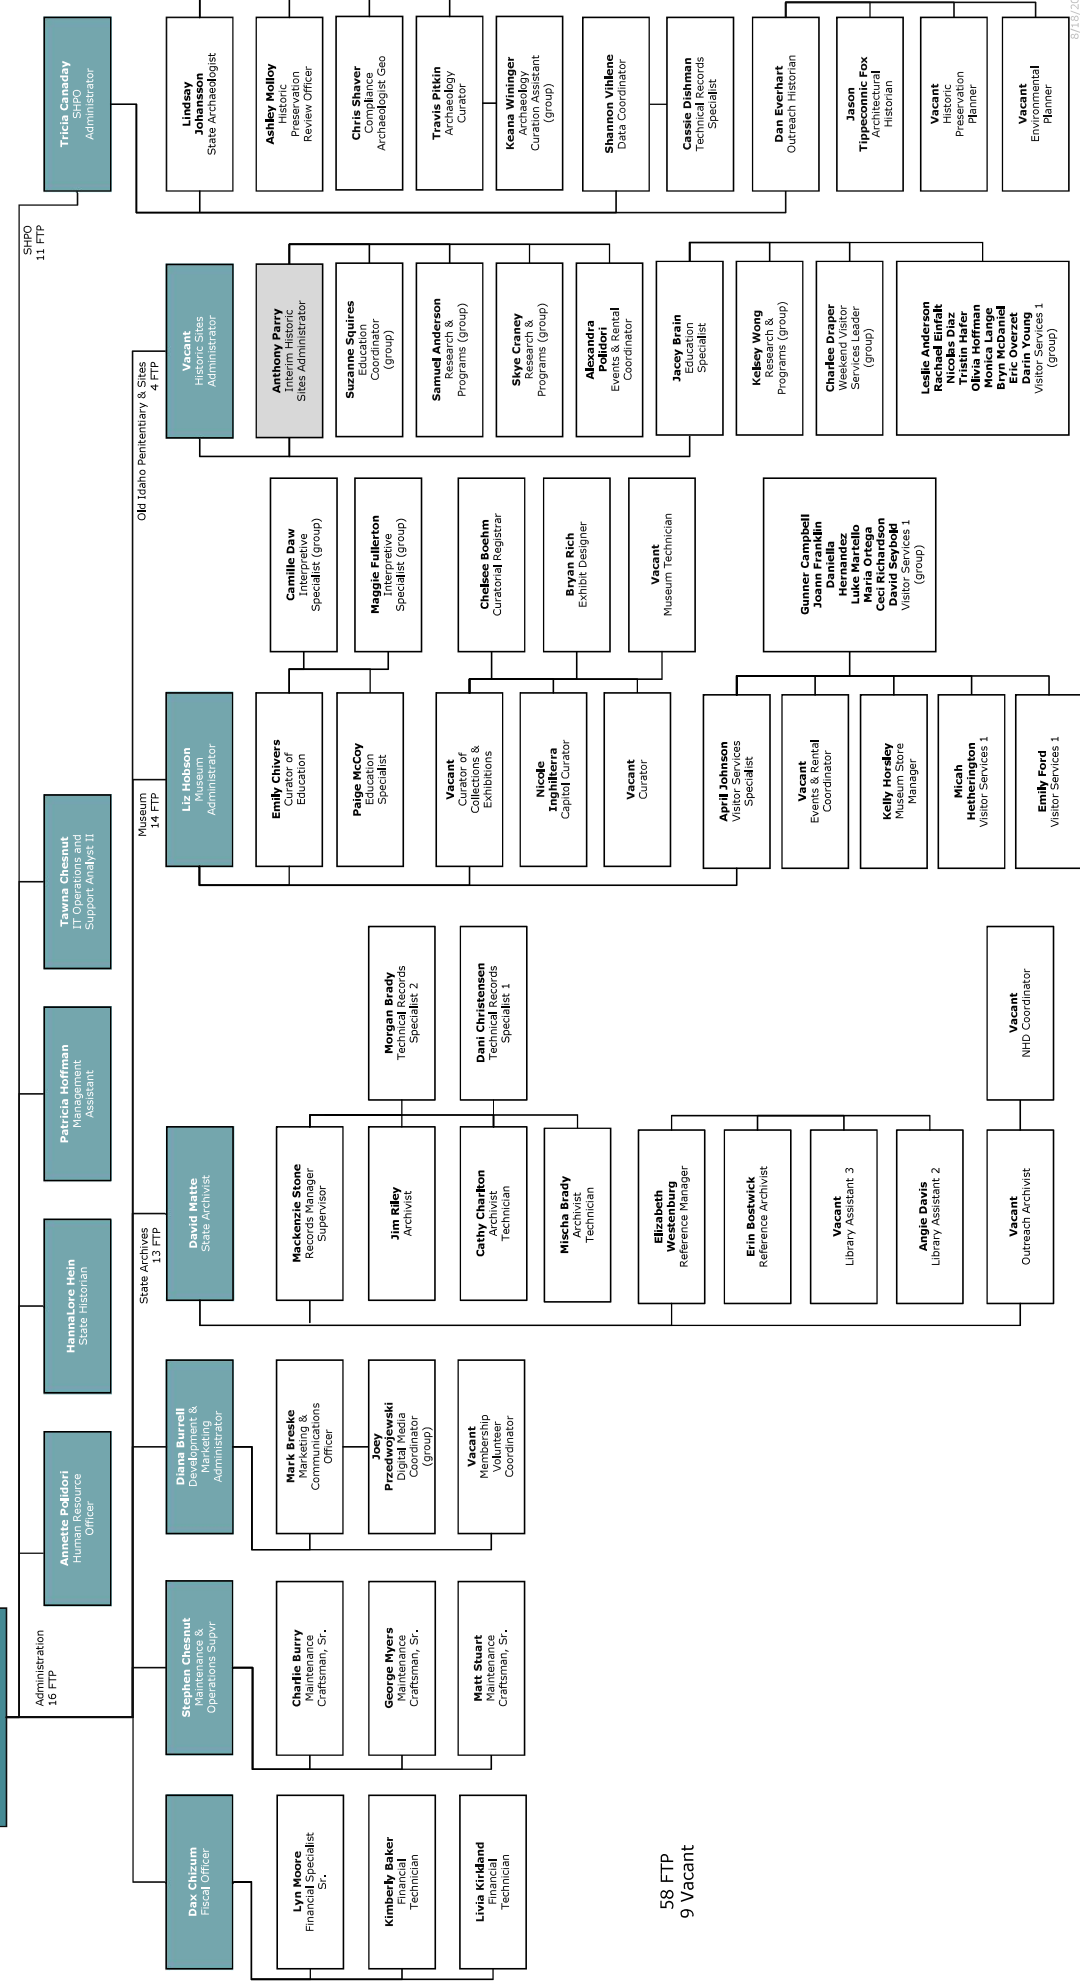 Administration
16 FTP
Annette Polidori
Human Resource
Officer
HannaLore Hein
State Historian
Patricia Hoffman
Management
Assistant
Tawna Chesnut
IT Operations and
Support Analyst II
SHPO
11 FTP
Tricia Canaday
SHPO
Administrator
Dax Chizum
Fiscal Officer
Lyn Moore
Financial Specialist
Sr.
Kimberly Baker
Financial
Technician
Livia Kirkland
Financial
Technician
58 FTP
9 Vacant
Stephen Chesnut
Maintenance &
Operations Supvr
Charlie Burry
Maintenance
Craftsman, Sr.
George Myers
Maintenance
Craftsman, Sr.
Matt Stuart
Maintenance
Craftsman, Sr.
Diana Burrell
Development &
Marketing
Administrator
Mark Breske
Marketing &
Communications
Officer
Joey
Przedwojewski
Digital Media
Coordinator
(group)
Vacant
Membership
Volunteer
Coordinator
State Archives
13 FTP
David Matte
State Archivist
Mackenzie Stone
Records Manager
Supervisor
Jim Riley
Archivist
Cathy Charlton
Archivist
Technician
Mischa Brady
Archivist
Technician
Morgan Brady
Technical Records
Specialist 2
Dani Christensen
Technical Records
Specialist 1
Elizabeth
Westenburg
Reference Manager
Erin Bostwick
Reference Archivist
Vacant
Library Assistant 3
Angie Davis
Library Assistant 2
Vacant
Outreach Archivist
Vacant
NHD Coordinator
Museum
14 FTP
Liz Hobson
Museum
Administrator
Emily Chivers
Curator of
Education
Paige McCoy
Education
Specialist
Camille Daw
Interpretive
Specialist (group)
Maggie Fullerton
Interpretive
Specialist (group)
Vacant
Curator of
Collections &
Exhibitions
Nicole
Inghilterra
Capitol Curator
Vacant
Curator
Chelsee Boehm
Curatorial Registrar
Bryan Rich
Exhibit Designer
Vacant
Museum Technician
April Johnson
Visitor Services
Specialist
Vacant
Events & Rental
Coordinator
Kelly Horsley
Museum Store
Manager
Micah
Hetherington
Visitor Services 1
Emily Ford
Visitor Services 1
Gunner Campbell
Joann Franklin
Daniella
Hernandez
Luke Martello
Maria Ortega
Ceci Richardson
David Seybold
Visitor Services 1
(group)
Old Idaho Penitentiary & Sites
4 FTP
Vacant
Historic Sites
Administrator
Anthony Parry
Interim Historic
Sites Administrator
Suzanne Squires
Education
Coordinator
(group)
Samuel Anderson
Research &
Programs (group)
Skye Craney
Research &
Programs (group)
Alexandra
Polidori
Events & Rental
Coordinator
Jacey Brain
Education
Specialist
Kelsey Wong
Research &
Programs (group)
Charlee Draper
Weekend Visitor
Services Leader
(group)
Leslie Anderson
Rachael Einfalt
Nicolas Diaz
Tristin Hafer
Olivia Hoffman
Monica Lange
Bryn McDaniel
Eric Overzet
Darin Young
Visitor Services 1
(group)
Lindsay
Johansson
State Archaeologist
Ashley Molloy
Historic
Preservation
Review Officer
Chris Shaver
Compliance
Archaeologist Geo
Travis Pitkin
Archaeology
Curator
Keana Wininger
Archaeology
Curation Assistant
(group)
Shannon Vihlene
Data Coordinator
Cassie Dishman
Technical Records
Specialist
Dan Everhart
Outreach Historian
Jason
Tippeconnic Fox
Architectural
Historian
Vacant
Historic
Preservation
Planner
Vacant
Environmental
Planner